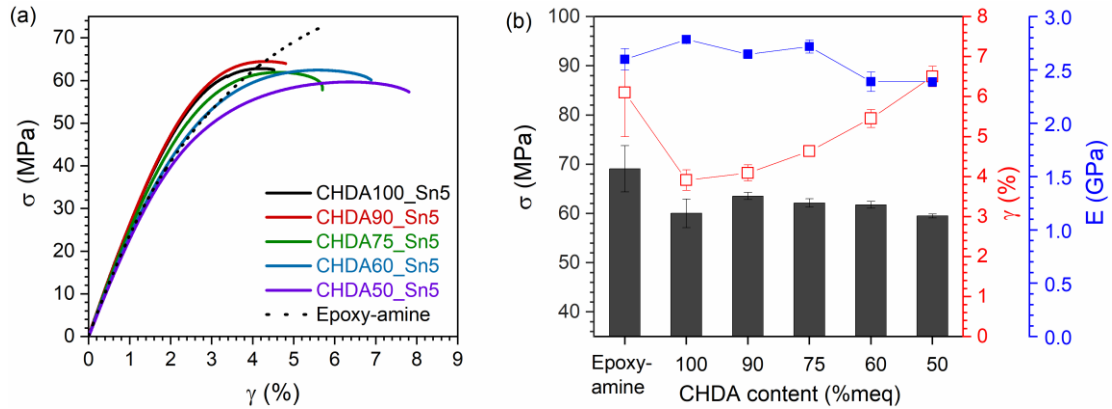 (a)
70
60
50
40
30
20
10
0
σ (MPa)
CHDA100_Sn5
CHDA90_Sn5
CHDA75_Sn5
CHDA60_Sn5
CHDA50_Sn5
Epoxy-amine
0 1 2 3 4 5 6 7 8 9
γ (%)
(b)
100
90
80
70
60
50
40
σ (MPa)
8
7
6
5
4
3
2
1
0
γ (%)
3.0
2.5
2.0
1.5
1.0
0.5
0.0
E (GPa)
Epoxy-
amine
100 90 75 60 50
CHDA content (%meq)